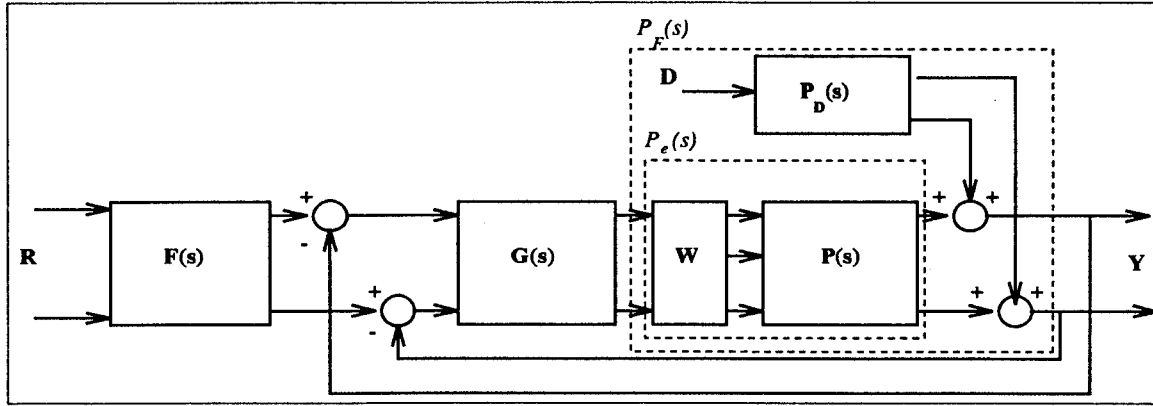 P_F(s)
D
P_D(s)
P_e(s)
+
+
+
R
F(s)
-
G(s)
W
P(s)
Y
+
-
+
+